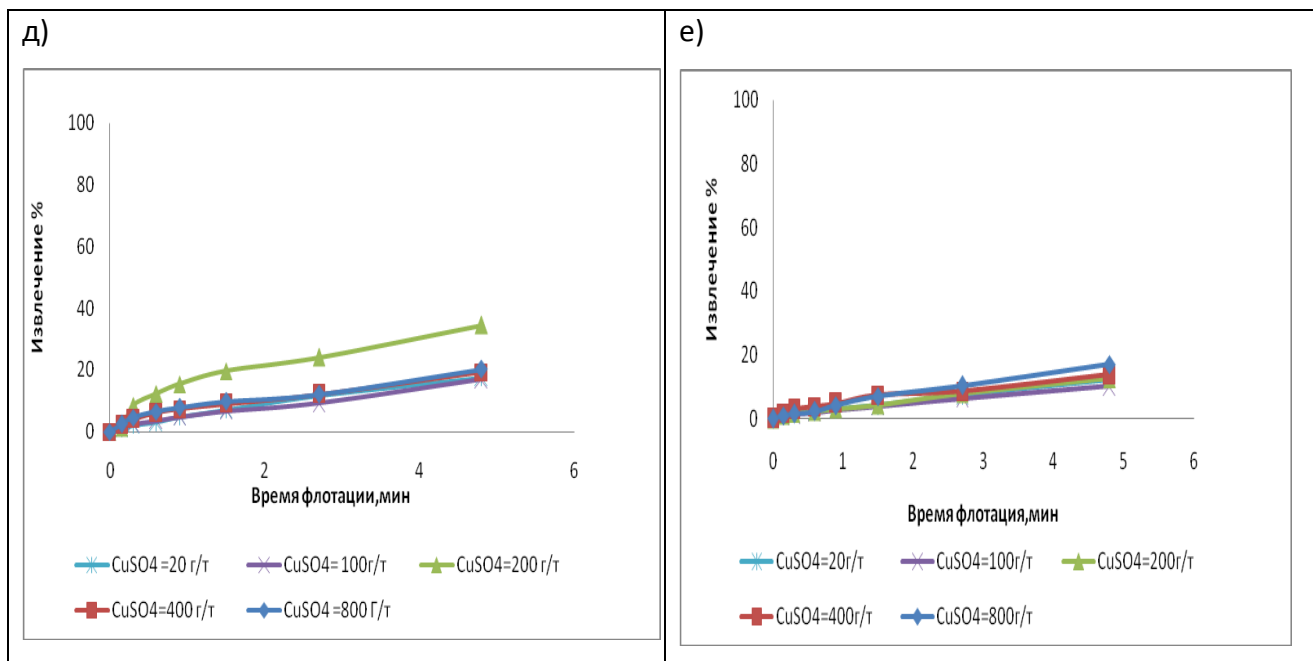 д)
100
80
60
40
20
0
Извлечение %
0 2 4 6
Время флотации,мин
CuSO4 =20 г/т CuSO4= 100г/т CuSO4=200 г/т
CuSO4=400 г/т CuSO4 =800 Г/т
е)
100
80
60
40
20
0
Извлечение %
0 1 2 3 4 5 6
Время флотация,мин
CuSO4=20г/т CuSO4=100г/т CuSO4=200г/т
CuSO4=400г/т CuSO4=800г/т